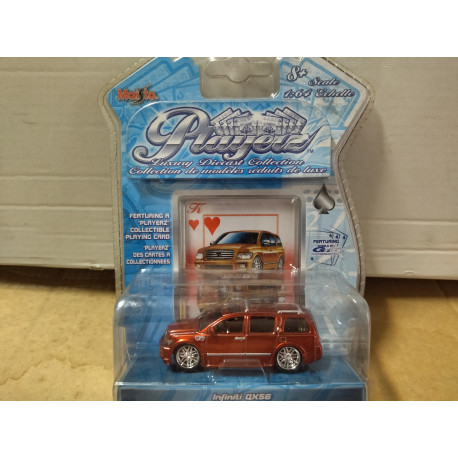 Maisto
8+
Scale
1:64 Echelle
Playerz
Luxury Diecast Collection
Collection de modèles réduits de luxe
FEATURING A
"PLAYERZ"
COLLECTIBLE
PLAYING CARD
"PLAYERZ"
DES CARTES A
COLLECTIONNÉES
K
FEATURING
Infiniti QX56